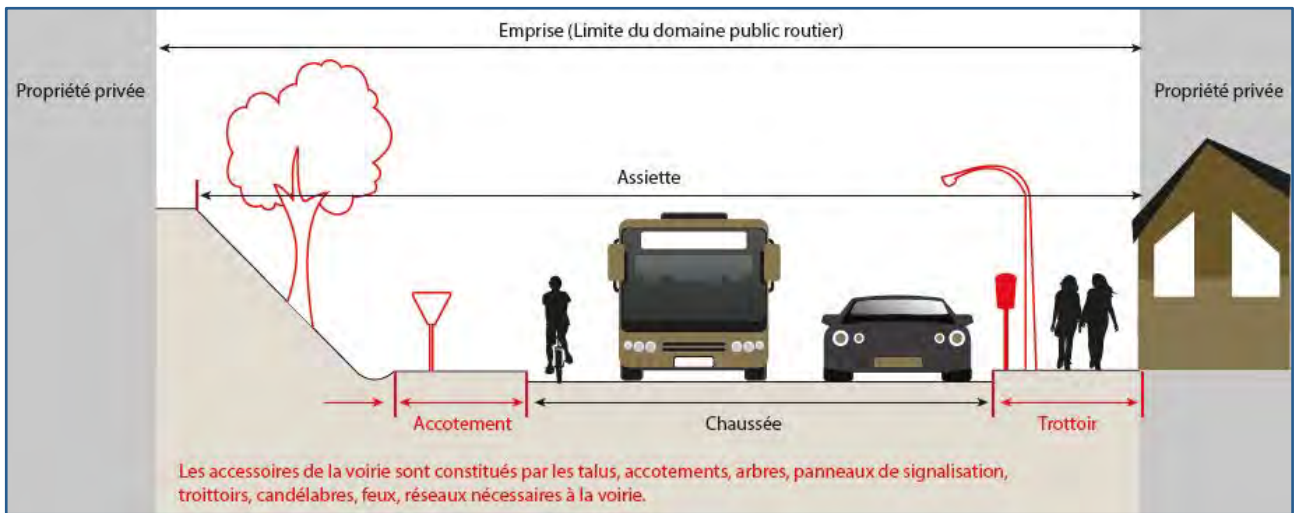 Emprise (Limite du domaine public routier)
Propriété privée
Propriété privée
Assiette
Accotement
Chaussée
Trottoir
Les accessoires de la voirie sont constitués par les talus, accotements, arbres, panneaux de signalisation,
troittoirs, candélabres, feux, réseaux nécessaires à la voirie.